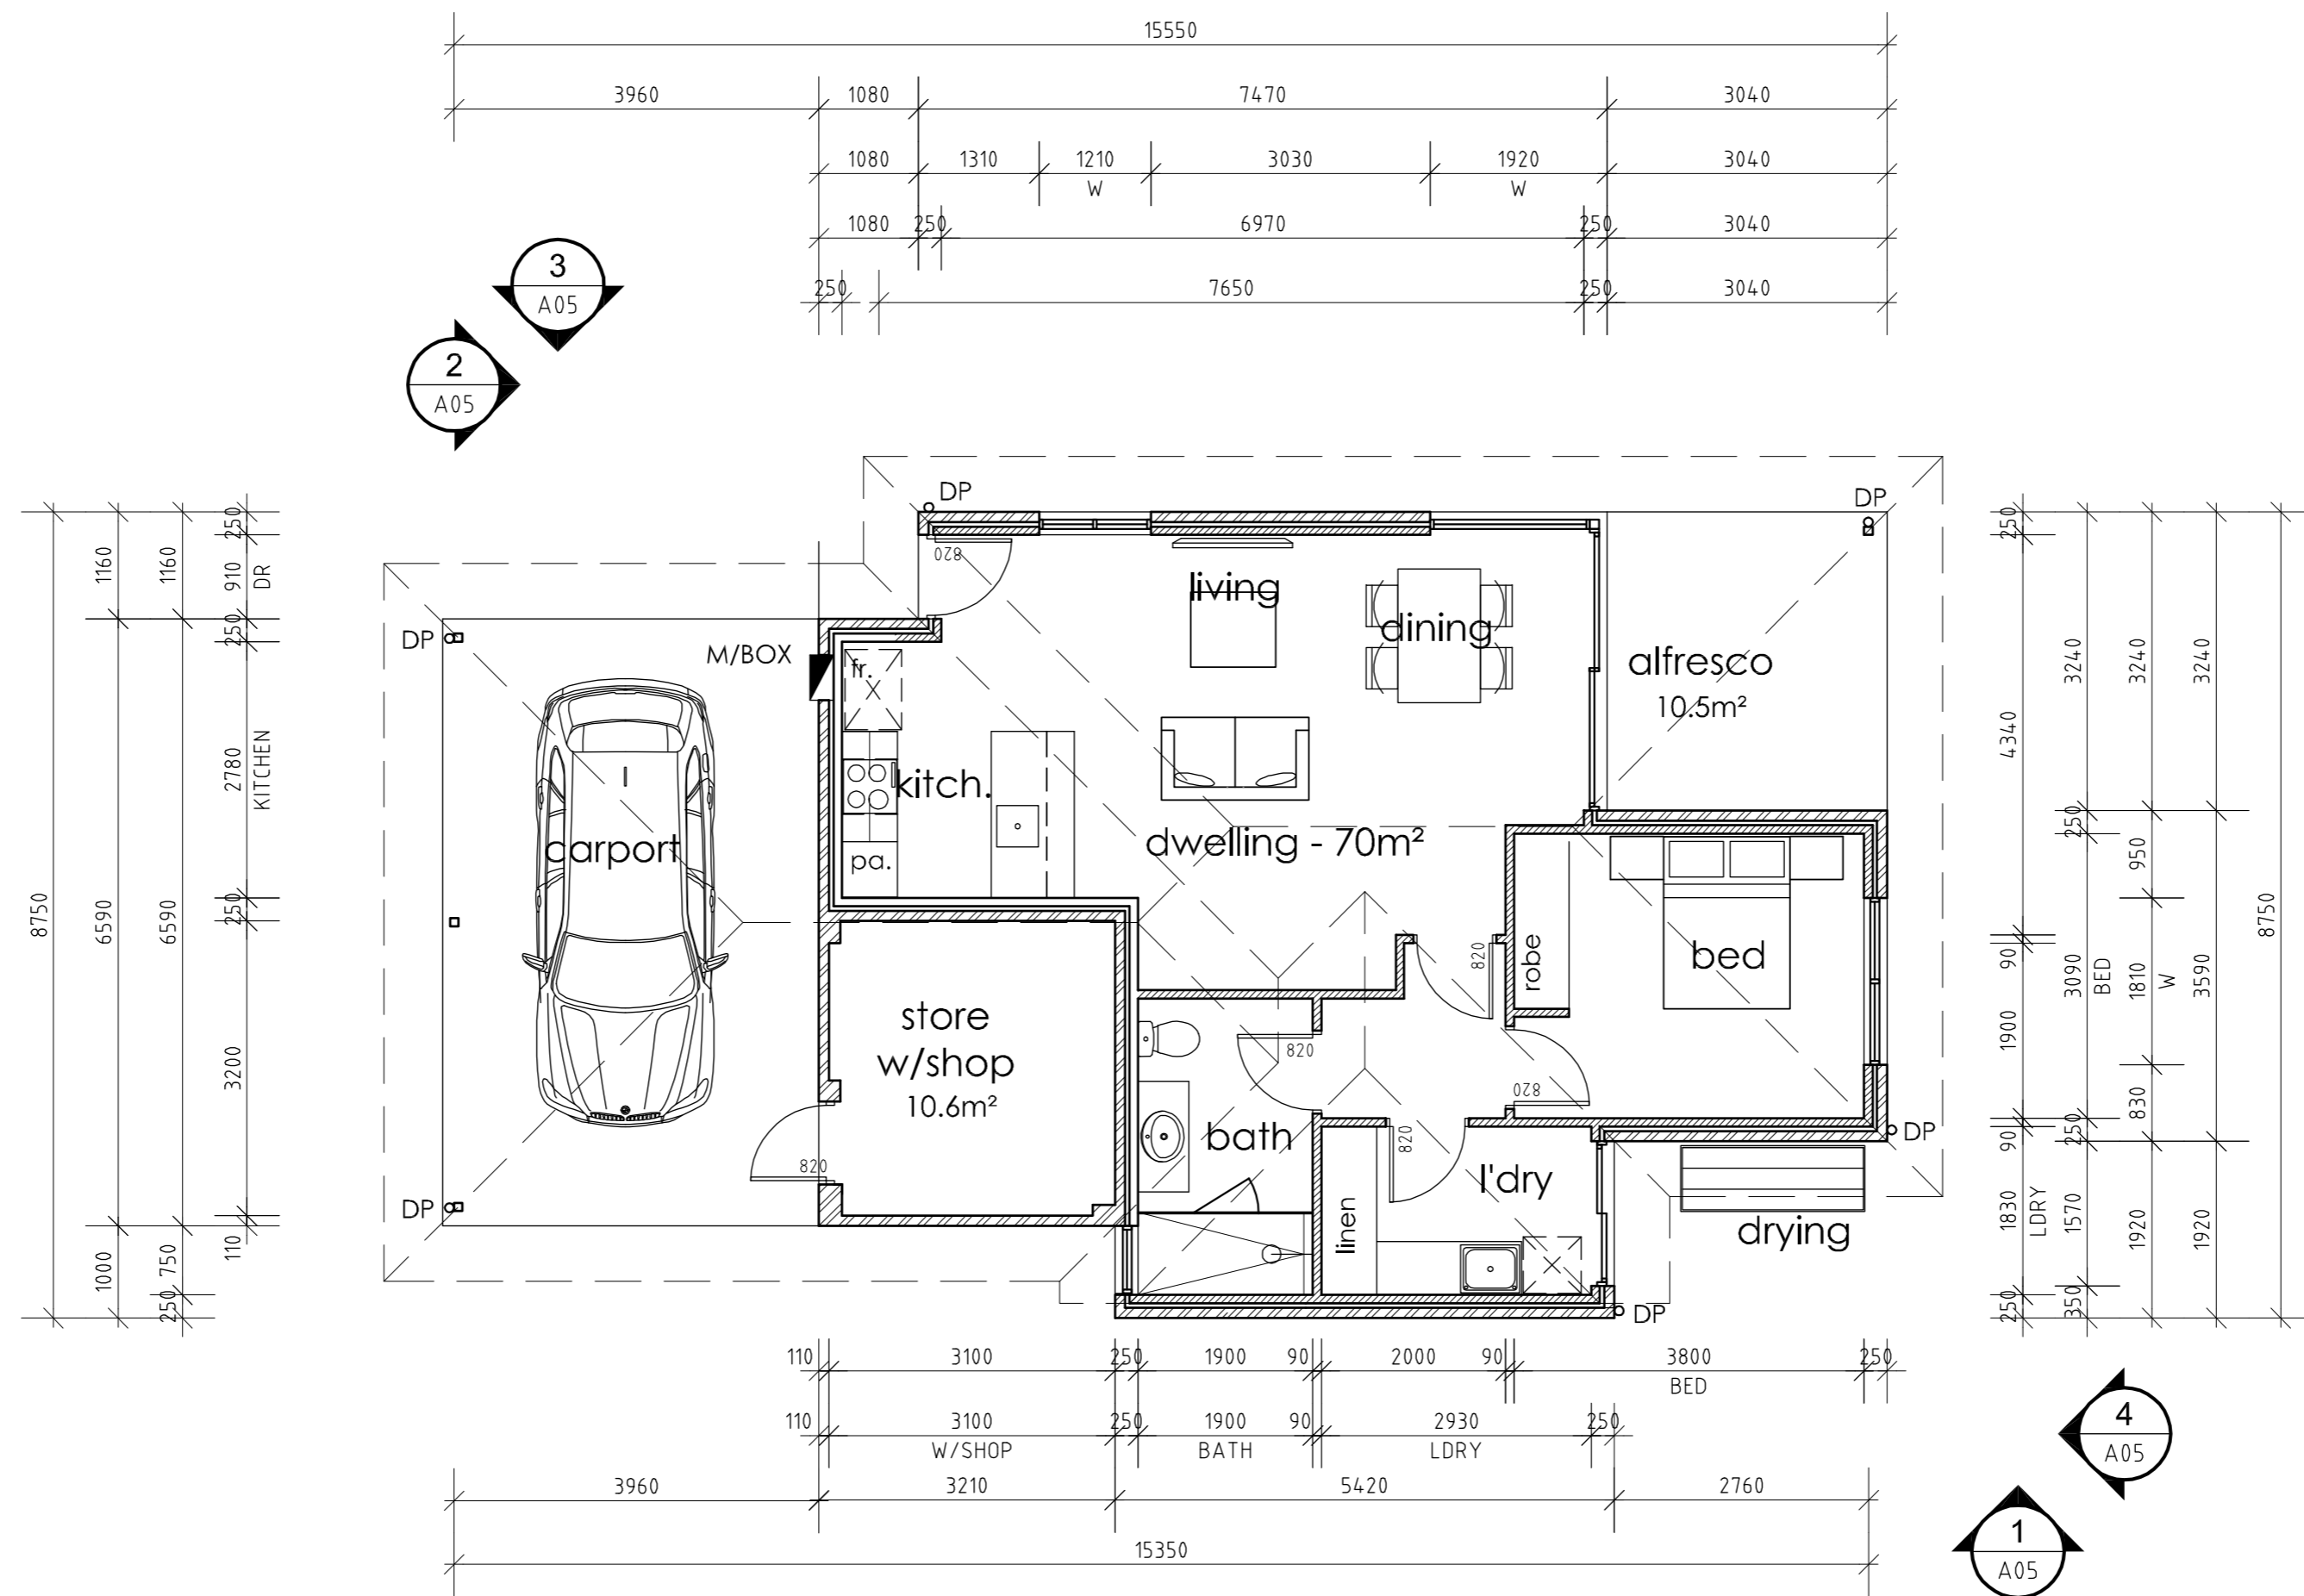 15550
3960 1080 7470 3040
1080 1310 1210 3030 1920 3040
W W
1080 250 6970 250 3040
250 7650 250 3040
3
A05
2
A05
8750
1160 6590 1000
1160 6590 750 250
250 910 250 2780 250 3200 110
DR
KITCHEN
DP
DP
820
living
dining
alfresco
10.5m²
DP
M/BOX
fr.
kitch.
pa.
carport
dwelling - 70m²
robe
bed
820
store
w/shop
10.6m²
820
820
bath
820
820
l'dry
linen
DP
DP
drying
DP
250 4340 90 1900 90 1830 250
LDRY
3240 250 3090 250 1570 350
BED
3240 950 1810 830 1920
W
3240 3590 1920
8750
110 3100 250 1900 90 2000 90 3800 250
BED
110 3100 250 1900 90 2930 250
W/SHOP BATH LDRY
3960 3210 5420 2760
15350
4
A05
1
A05